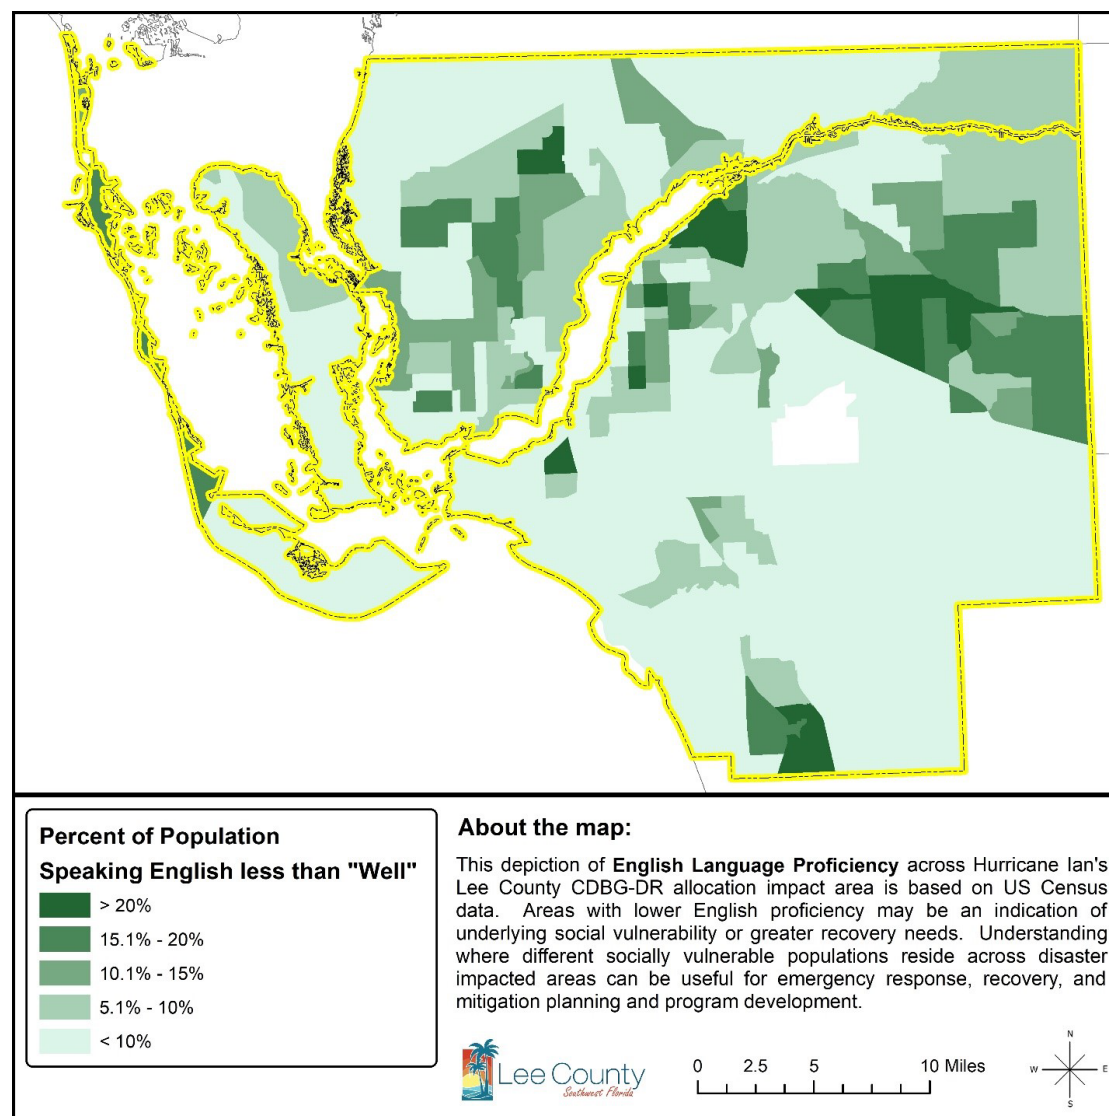 Percent of Population
Speaking English less than "Well"
> 20%
15.1% - 20%
10.1% - 15%
5.1% - 10%
< 10%
About the map:
This depiction of English Language Proficiency across Hurricane Ian's
Lee County CDBG-DR allocation impact area is based on US Census
data. Areas with lower English proficiency may be an indication of
underlying social vulnerability or greater recovery needs. Understanding
where different socially vulnerable populations reside across disaster
impacted areas can be useful for emergency response, recovery, and
mitigation planning and program development.
Lee County
Southwest Florida
0 2.5 5 10 Miles
N
W E
S